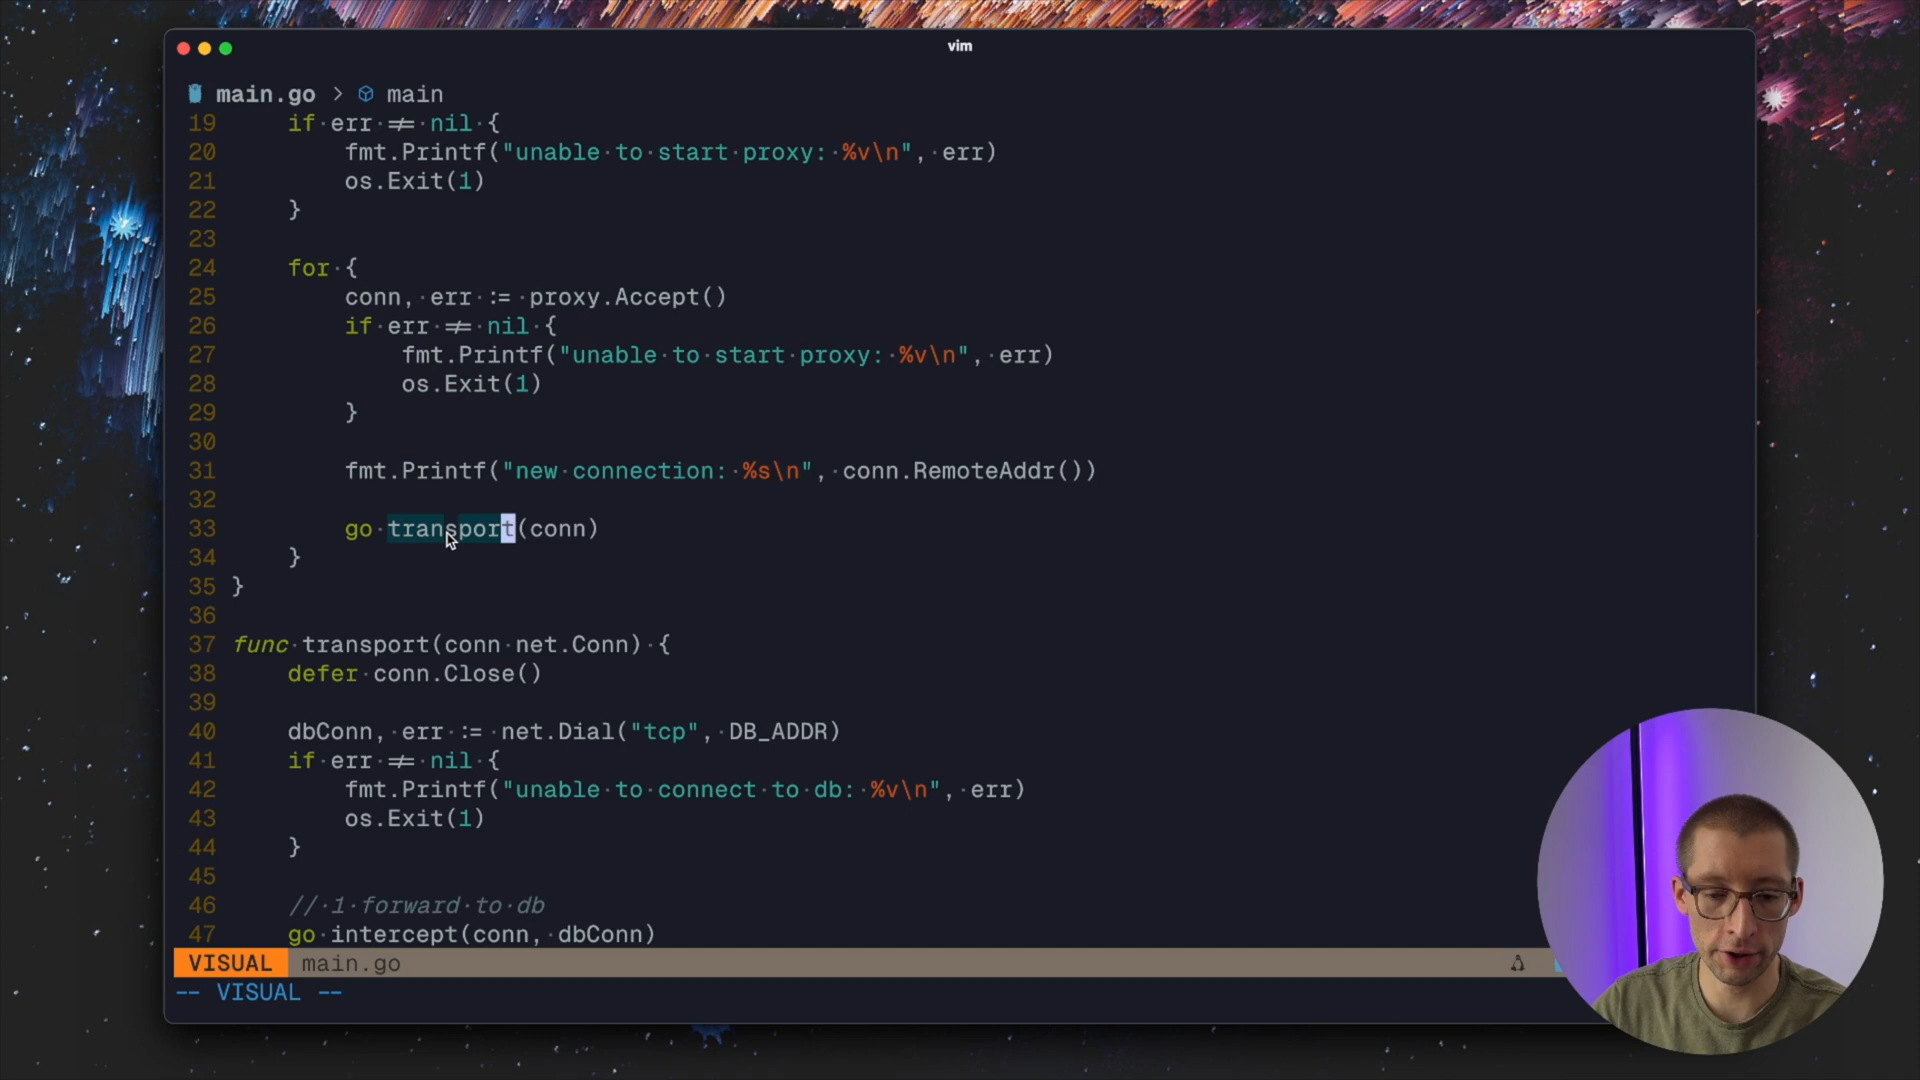 vim
main.go > main
19 if err != nil {
20 fmt.Printf("unable to start proxy: %v\n", err)
21 os.Exit(1)
22 }
23
24 for {
25 conn, err := proxy.Accept()
26 if err != nil {
27 fmt.Printf("unable to start proxy: %v\n", err)
28 os.Exit(1)
29 }
30
31 fmt.Printf("new connection: %s\n", conn.RemoteAddr())
32
33 go transport(conn)
34 }
35 }
36
37 func transport(conn net.Conn) {
38 defer conn.Close()
39
40 dbConn, err := net.Dial("tcp", DB_ADDR)
41 if err != nil {
42 fmt.Printf("unable to connect to db: %v\n", err)
43 os.Exit(1)
44 }
45
46 // 1 forward to db
47 go intercept(conn, dbConn)
VISUAL main.go
-- VISUAL --